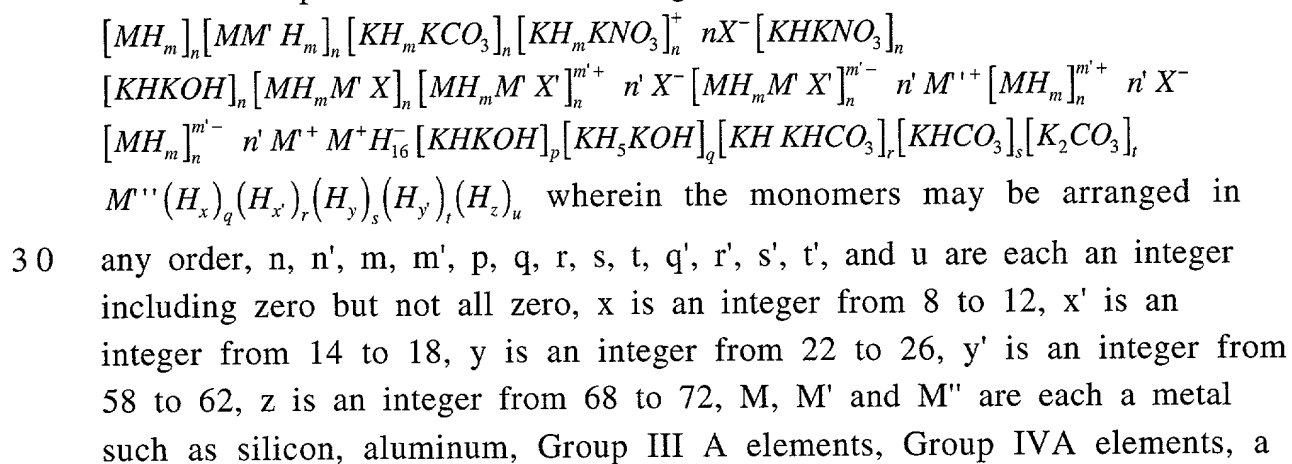 [MH_m]_n [MM' H_m]_n [KH_m KCO_3]_n [KH_m KNO_3]_n^+ nX^- [KHKNO_3]_n
[KHKOH]_n [MH_m M' X]_n [MH_m M' X']_n^{m'+} n' X^- [MH_m M' X']_n^{m'-} n' M'^+ [MH_m]_n^{m'+} n' X^-
[MH_m]_n^{m'-} n' M'^+ M^+ H_{16}^- [KHKOH]_p [KH_5 KOH]_q [KH KHCO_3]_r [KHCO_3]_s [K_2CO_3]_t
M'''(H_x)_q (H_{x'})_r (H_y)_s (H_{y'})_t (H_z)_u wherein the monomers may be arranged in
30 any order, n, n', m, m', p, q, r, s, t, q', r', s', t', and u are each an integer
including zero but not all zero, x is an integer from 8 to 12, x' is an
integer from 14 to 18, y is an integer from 22 to 26, y' is an integer from
58 to 62, z is an integer from 68 to 72, M, M' and M" are each a metal
such as silicon, aluminum, Group III A elements, Group IVA elements, a